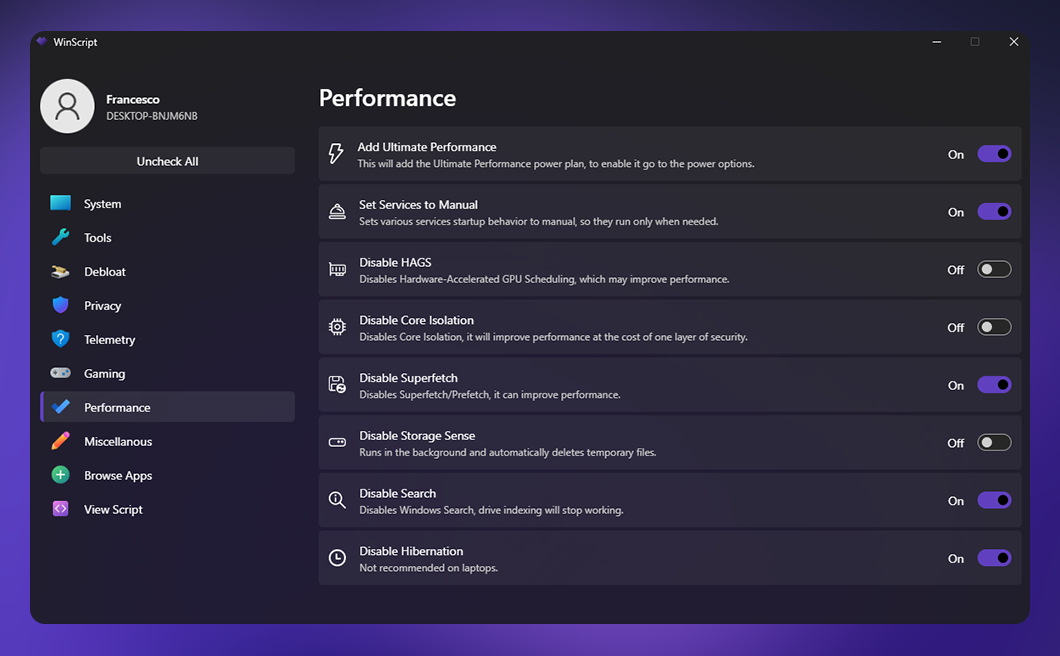 WinScript
Francesco
DESKTOP-BNJM6NB
Uncheck All
System
Tools
Debloat
Privacy
Telemetry
Gaming
Performance
Miscellanous
Browse Apps
View Script
Performance
Add Ultimate Performance
This will add the Ultimate Performance power plan, to enable it go to the power options.
On
Set Services to Manual
Sets various services startup behavior to manual, so they run only when needed.
On
Disable HAGS
Disables Hardware-Accelerated GPU Scheduling, which may improve performance.
Off
Disable Core Isolation
Disables Core Isolation, it will improve performance at the cost of one layer of security.
Off
Disable Superfetch
Disables Superfetch/Prefetch, it can improve performance.
On
Disable Storage Sense
Runs in the background and automatically deletes temporary files.
Off
Disable Search
Disables Windows Search, drive indexing will stop working.
On
Disable Hibernation
Not recommended on laptops.
On